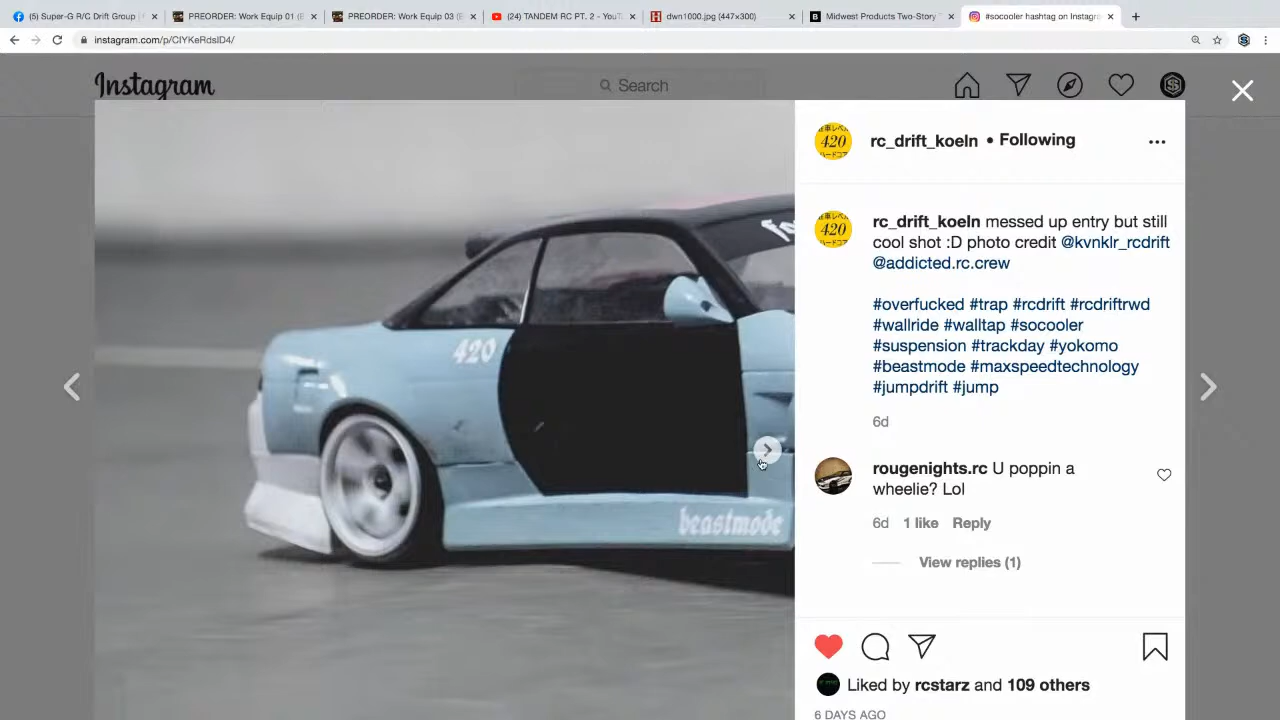 (5) Super-G R/C Drift Group |
PREORDER: Work Equip 01 (E
PREORDER: Work Equip 03 (E
(24) TANDEM RC PT. 2 - YouT
dwn1000.jpg (447×300)
Midwest Products Two-Story
#socooler hashtag on Instagra
instagram.com/p/CIYKeRdslD4/
Instagram
Search
rc_drift_koeln • Following
rc_drift_koeln messed up entry but still
cool shot :D photo credit @kvnklr_rcdrift
@addicted.rc.crew
#overfucked #trap #rcdrift #rcdriftrwd
#wallride #walltap #socooler
#suspension #trackday #yokomo
#beastmode #maxspeedtechnology
#jumpdrift #jump
6d
rougenights.rc U poppin a
wheelie? Lol
6d 1 like Reply
View replies (1)
Liked by rcstarz and 109 others
6 DAYS AGO
420
beastmode
420
420